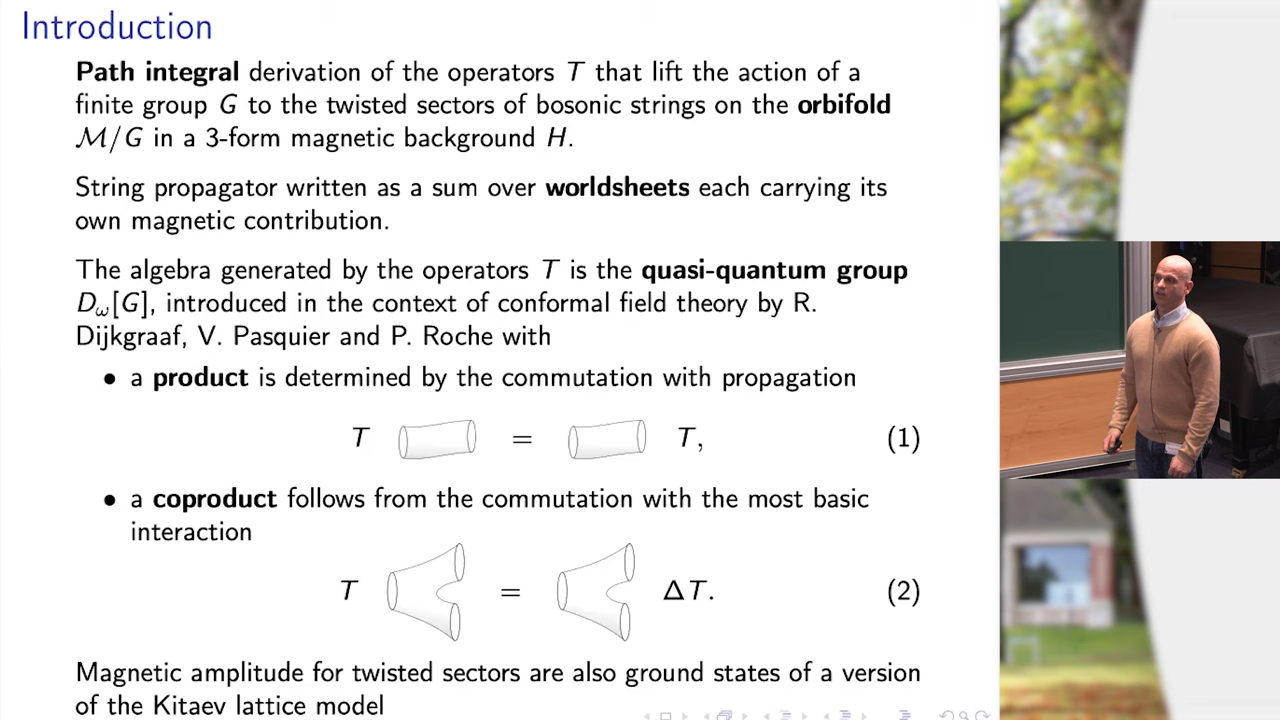 Introduction
Path integral derivation of the operators T that lift the action of a
finite group G to the twisted sectors of bosonic strings on the orbifold
ℳ/G in a 3-form magnetic background H.
String propagator written as a sum over worldsheets each carrying its
own magnetic contribution.
The algebra generated by the operators T is the quasi-quantum group
D_ω[G], introduced in the context of conformal field theory by R.
Dijkgraaf, V. Pasquier and P. Roche with
• a product is determined by the commutation with propagation
T = T, (1)
• a coproduct follows from the commutation with the most basic
interaction
T = ΔT. (2)
Magnetic amplitude for twisted sectors are also ground states of a version
of the Kitaev lattice model